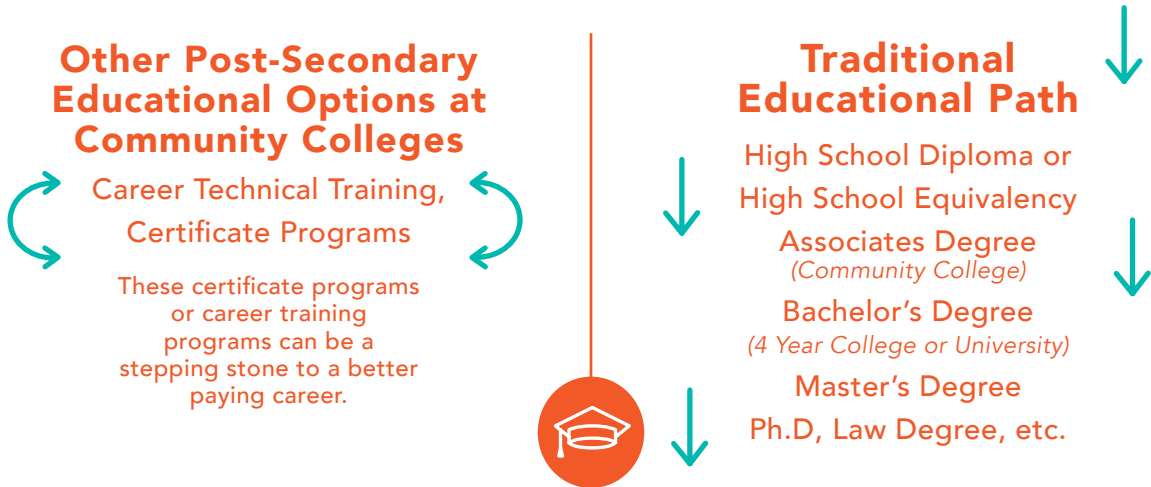 Other Post-Secondary
Educational Options at
Community Colleges
Career Technical Training,
Certificate Programs
These certificate programs
or career training
programs can be a
stepping stone to a better
paying career.
Traditional
Educational Path
High School Diploma or
High School Equivalency
Associates Degree
(Community College)
Bachelor’s Degree
(4 Year College or University)
Master’s Degree
Ph.D, Law Degree, etc.